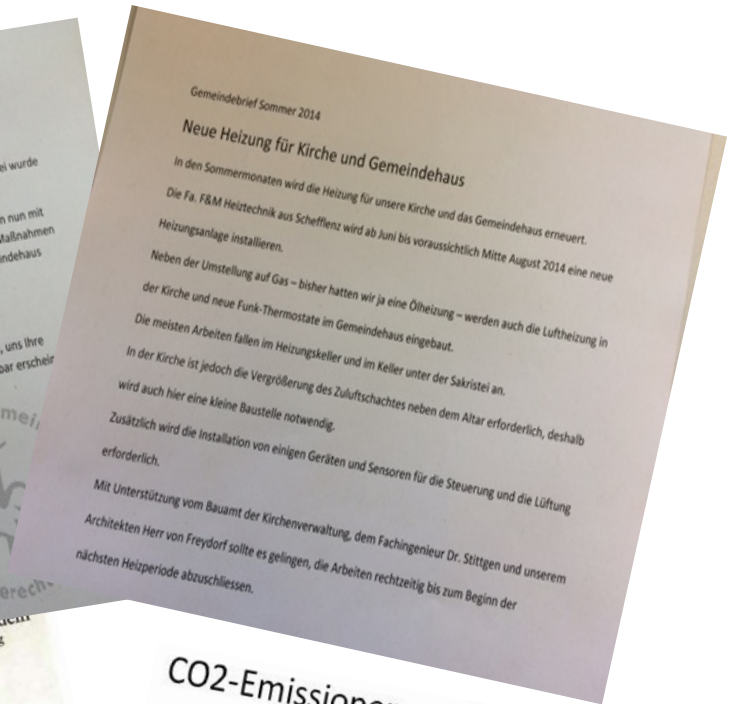 Gemeindebrief Sommer 2014
Neue Heizung für Kirche und Gemeindehaus
In den Sommermonaten wird die Heizung für unsere Kirche und das Gemeindehaus erneuert.
Die Fa. F&M Heiztechnik aus Schefflenz wird ab Juni bis voraussichtlich Mitte August 2014 eine neue
Heizungsanlage installieren.
Neben der Umstellung auf Gas – bisher hatten wir ja eine Ölheizung – werden auch die Luftheizung in
der Kirche und neue Funk-Thermostate im Gemeindehaus eingebaut.
Die meisten Arbeiten fallen im Heizungskeller und im Keller unter der Sakristei an.
In der Kirche ist jedoch die Vergrößerung des Zuluftschachtes neben dem Altar erforderlich, deshalb
wird auch hier eine kleine Baustelle notwendig.
Zusätzlich wird die Installation von einigen Geräten und Sensoren für die Steuerung und die Lüftung
erforderlich.
Mit Unterstützung vom Bauamt der Kirchenverwaltung, dem Fachingenieur Dr. Stittgen und unserem
Architekten Herr von Freydorf sollte es gelingen, die Arbeiten rechtzeitig bis zum Beginn der
nächsten Heizperiode abzuschliessen.
wurde
nun mit
Maßnahmen
, uns Ihre
CO2-Emissione